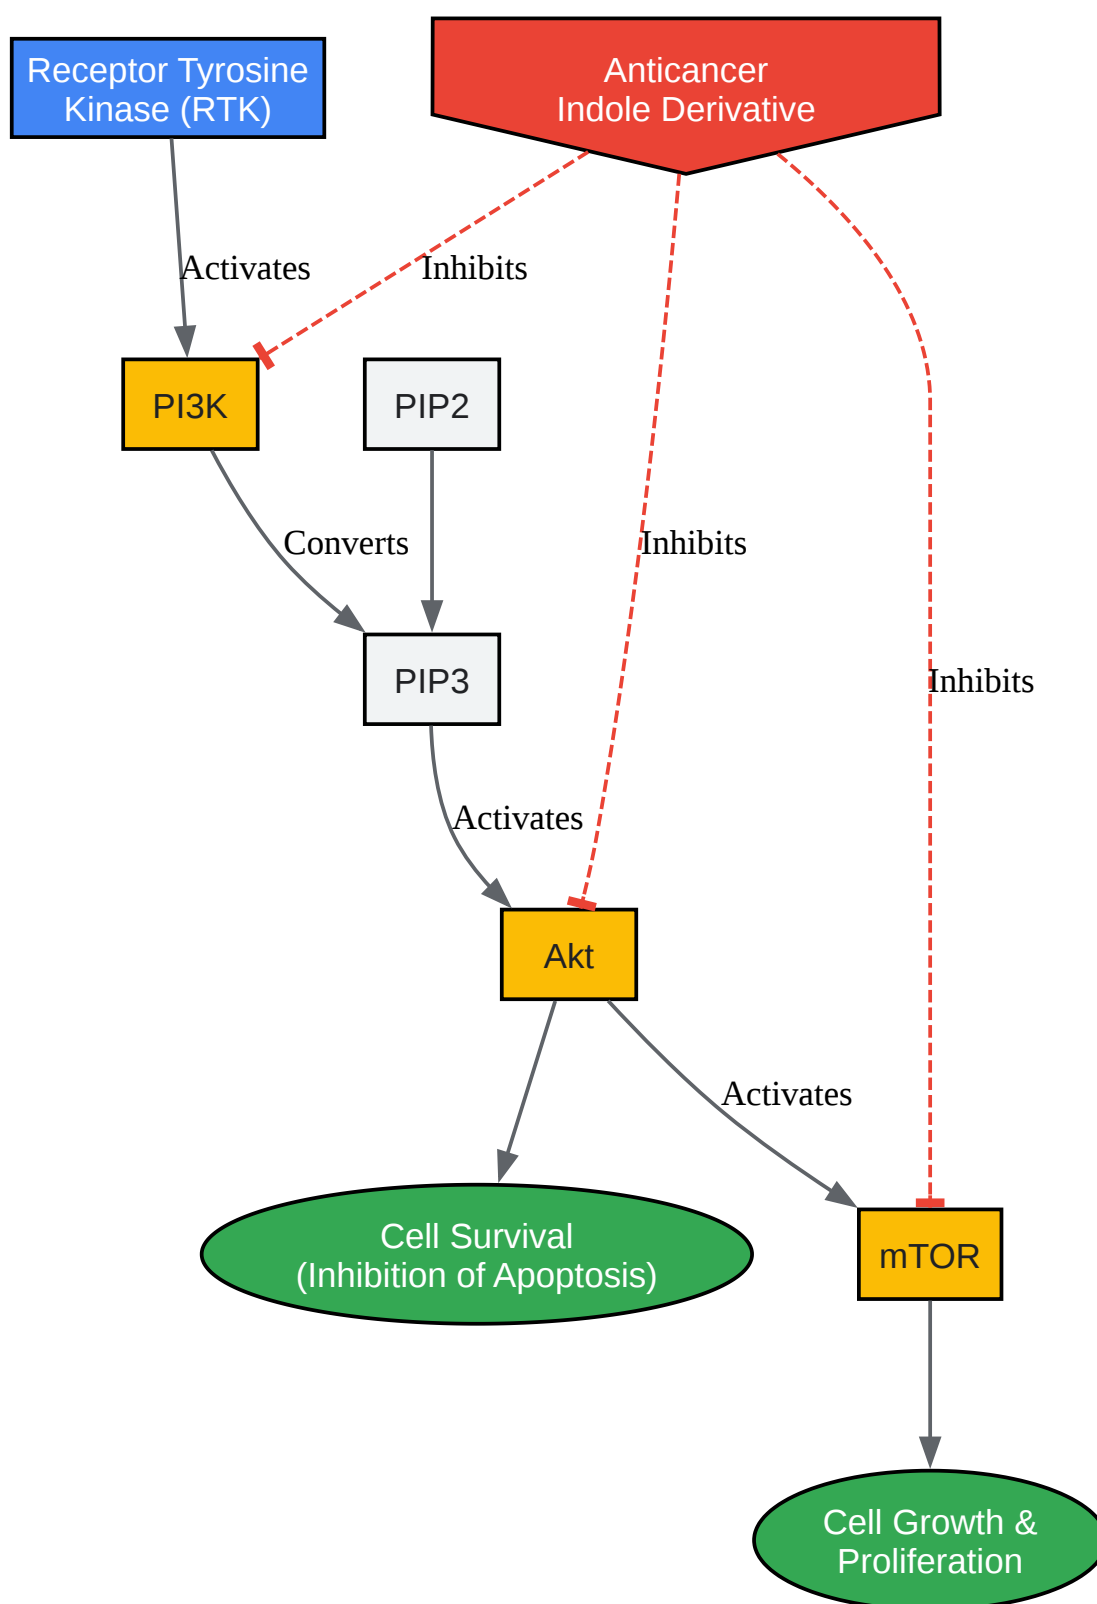 Receptor Tyrosine
Kinase (RTK)
Anticancer
Indole Derivative
Activates
Inhibits
PI3K
PIP2
Converts
Inhibits
PIP3
Inhibits
Activates
Akt
Activates
Cell Survival
(Inhibition of Apoptosis)
mTOR
Cell Growth &
Proliferation